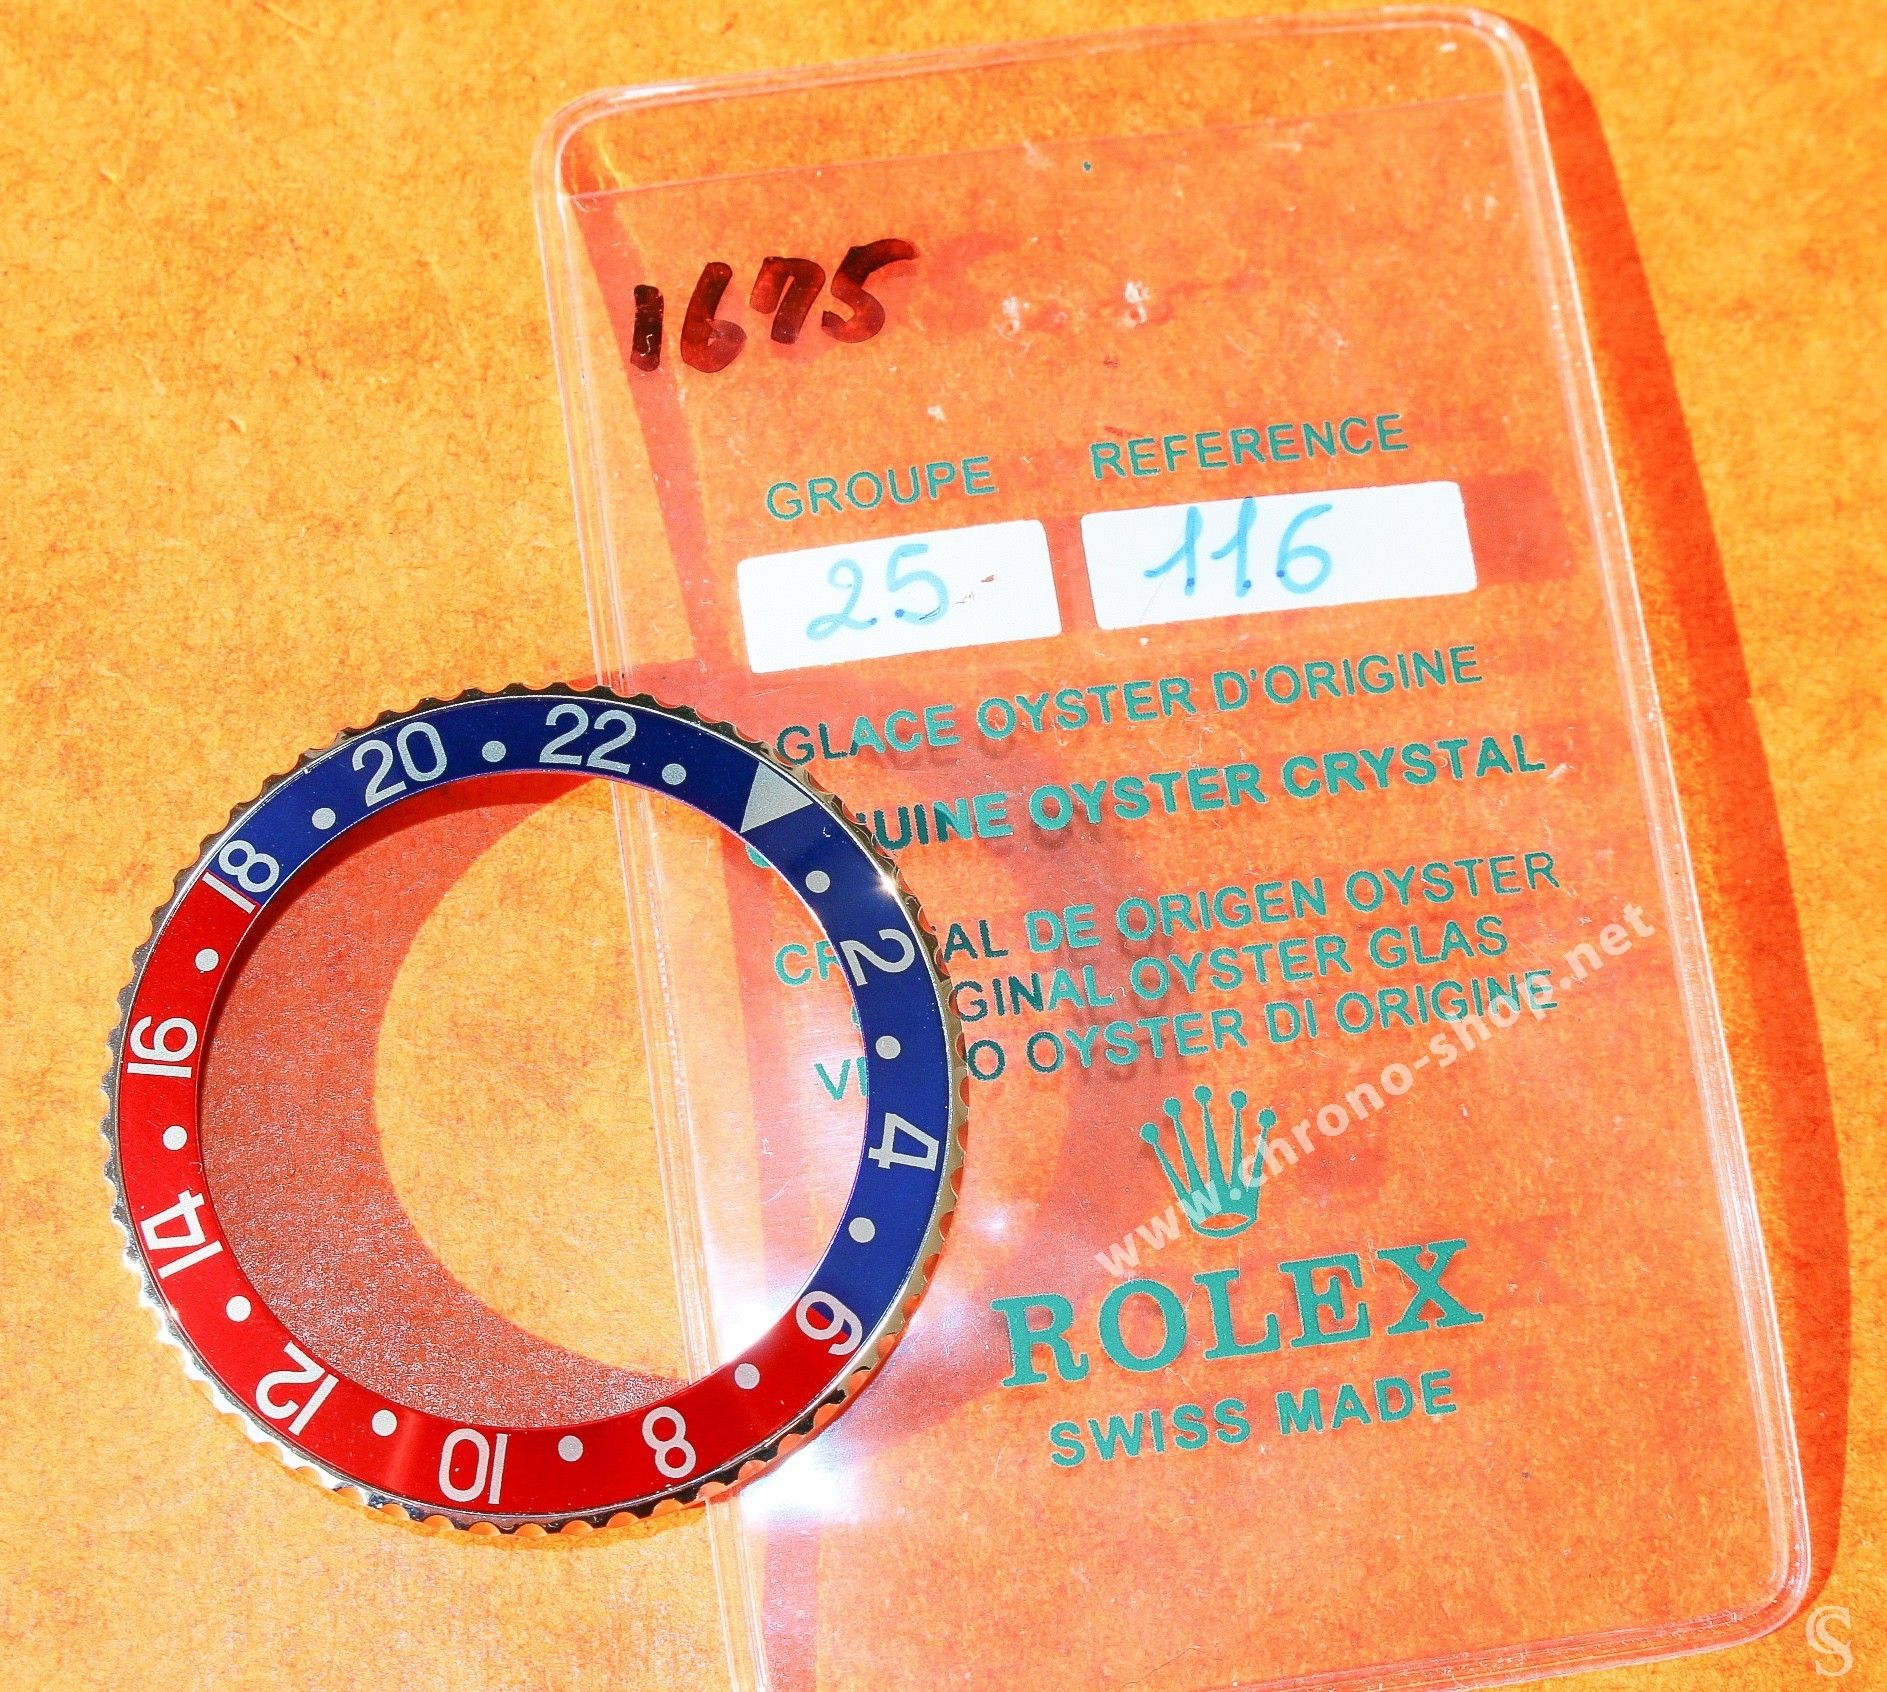 1675
GROUPE REFERENCE
25 116
GLACE OYSTER D'ORIGINE
UINE OYSTER CRYSTAL
AL DE ORIGEN OYSTER
GINAL OYSTER GLAS
O OYSTER DI ORIGINE
www.chrono-shop.net
ROLEX
SWISS MADE
2 4 6 8 10 12 14 16 18 20 22
S